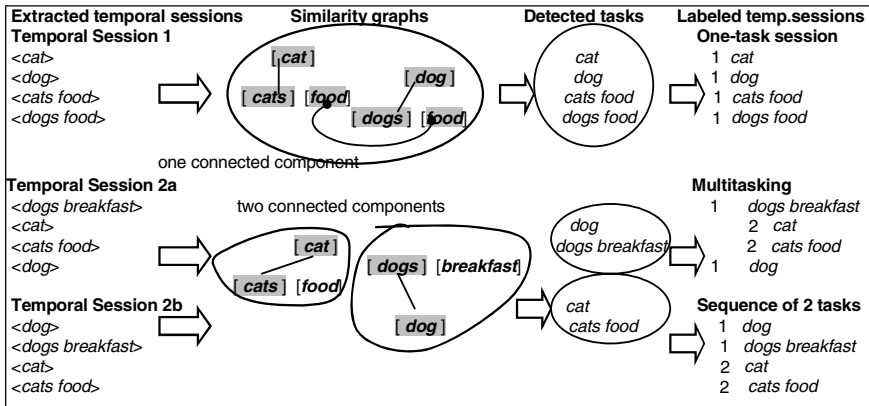 Extracted temporal sessions Similarity graphs Detected tasks Labeled temp.sessions
Temporal Session 1 One-task session
<cat> [ cat ] cat 1 cat
<dog> [ dog ] dog 1 dog
<cats food> [ cats ] [food] cats food 1 cats food
<dogs food> [ dogs ] [food] dogs food 1 dogs food
one connected component
Temporal Session 2a Multitasking
<dogs breakfast> two connected components 1 dogs breakfast
<cat> dog 2 cat
<cats food> [ cat ] dogs breakfast 2 cats food
<dog> [ dogs ] [breakfast] 1 dog
[ cats ] [food]
Temporal Session 2b cat Sequence of 2 tasks
<dog> [ dog ] cats food 1 dog
<dogs breakfast> 1 dogs breakfast
<cat> 2 cat
<cats food> 2 cats food